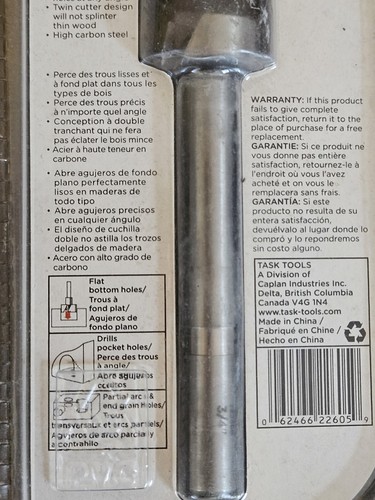 • Twin cutter design
will not splinter
thin wood
• High carbon steel
• Perce des trous lisses et
à fond plat dans tous les
types de bois
• Perce des trous précis
à n'importe quel angle
• Conception à double
tranchant qui ne fera
pas éclater le bois mince
• Acier à haute teneur en
carbone
• Abre agujeros de fondo
plano perfectamente
lisos en maderas de
todo tipo
• Abre agujeros precisos
en cualquier ángulo
• El diseño de cuchilla
doble no astilla los trozos
delgados de madera
• Acero con alto grado de
carbono
Flat
bottom holes/
Trous à
fond plat/
Agujeros de
fondo plano
Drills
pocket holes/
Perce des trous
à angle/
Abre agujeros
ocultos
Partial arcs &
end grain holes/
Trous
transversaux et arcs partiels/
Agujeros de arco parcial y
a contrahilo
3/4"
WARRANTY: If this product
fails to give complete
satisfaction, return it to the
place of purchase for a free
replacement.
GARANTIE: Si ce produit ne
vous donne pas entière
satisfaction, retournez-le à
l'endroit où vous l'avez
acheté et on vous le
remplacera sans frais.
GARANTÍA: Si este
producto no resulta de su
entera satisfacción,
devuélvalo al lugar donde lo
compró y lo repondremos
sin costo alguno.
TASK TOOLS
A Division of
Caplan Industries Inc.
Delta, British Columbia
Canada V4G 1N4
www.task-tools.com
Made in China /
Fabriqué en Chine /
Hecho en China
0 62466 22605 9